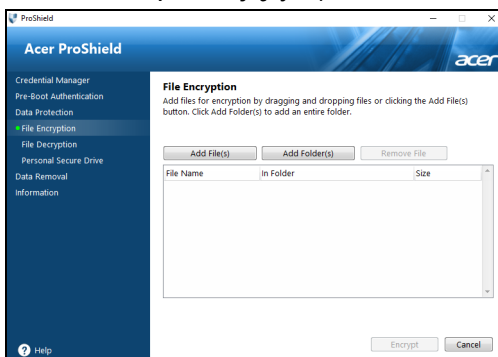 ProShield
Acer ProShield
acer
Credential Manager
Pre-Boot Authentication
Data Protection
File Encryption
File Decryption
Personal Secure Drive
Data Removal
Information
Help
File Encryption
Add files for encryption by dragging and dropping files or clicking the Add File(s)
button. Click Add Folder(s) to add an entire folder.
Add File(s) Add Folder(s) Remove File
File Name In Folder Size
Encrypt Cancel